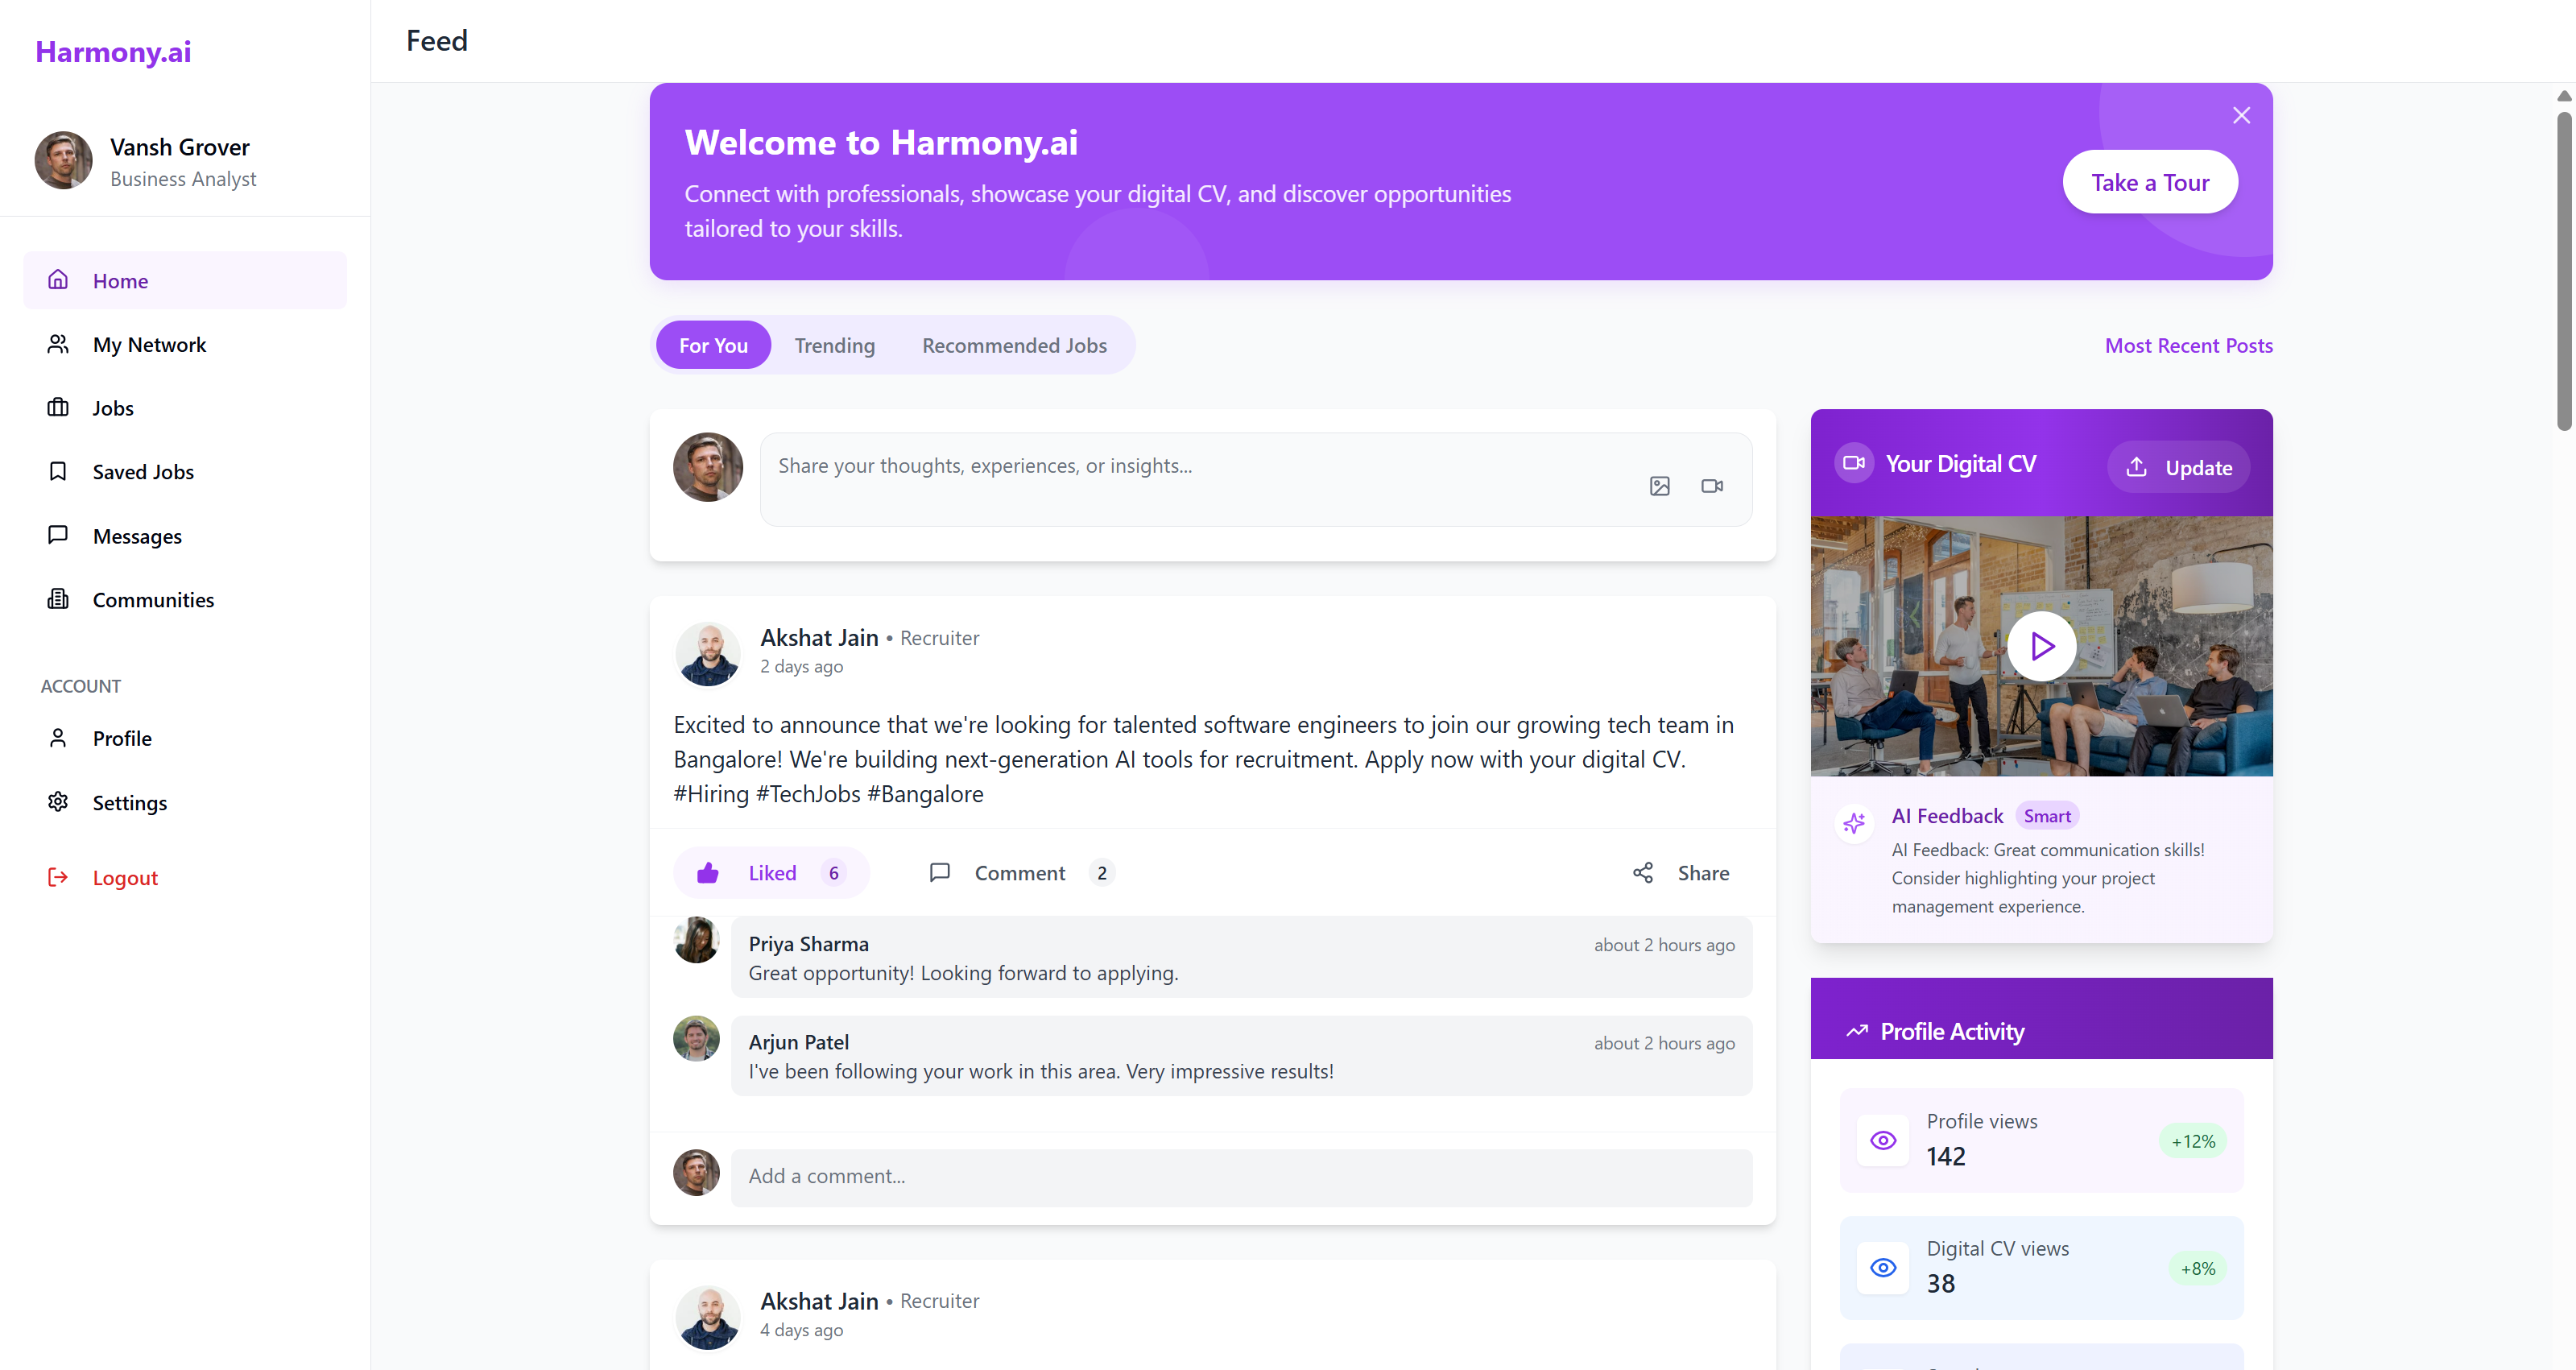 Harmony.ai
Vansh Grover
Business Analyst
Home
My Network
Jobs
Saved Jobs
Messages
Communities
ACCOUNT
Profile
Settings
Logout
Feed
Welcome to Harmony.ai
Connect with professionals, showcase your digital CV, and discover opportunities
tailored to your skills.
Take a Tour
For You
Trending
Recommended Jobs
Most Recent Posts
Share your thoughts, experiences, or insights...
Akshat Jain • Recruiter
2 days ago
Excited to announce that we're looking for talented software engineers to join our growing tech team in
Bangalore! We're building next-generation AI tools for recruitment. Apply now with your digital CV.
#Hiring #TechJobs #Bangalore
Liked 6
Comment 2
Share
Priya Sharma
about 2 hours ago
Great opportunity! Looking forward to applying.
Arjun Patel
about 2 hours ago
I've been following your work in this area. Very impressive results!
Add a comment...
Akshat Jain • Recruiter
4 days ago
Your Digital CV
Update
AI Feedback Smart
AI Feedback: Great communication skills!
Consider highlighting your project
management experience.
Profile Activity
Profile views
142
+12%
Digital CV views
38
+8%